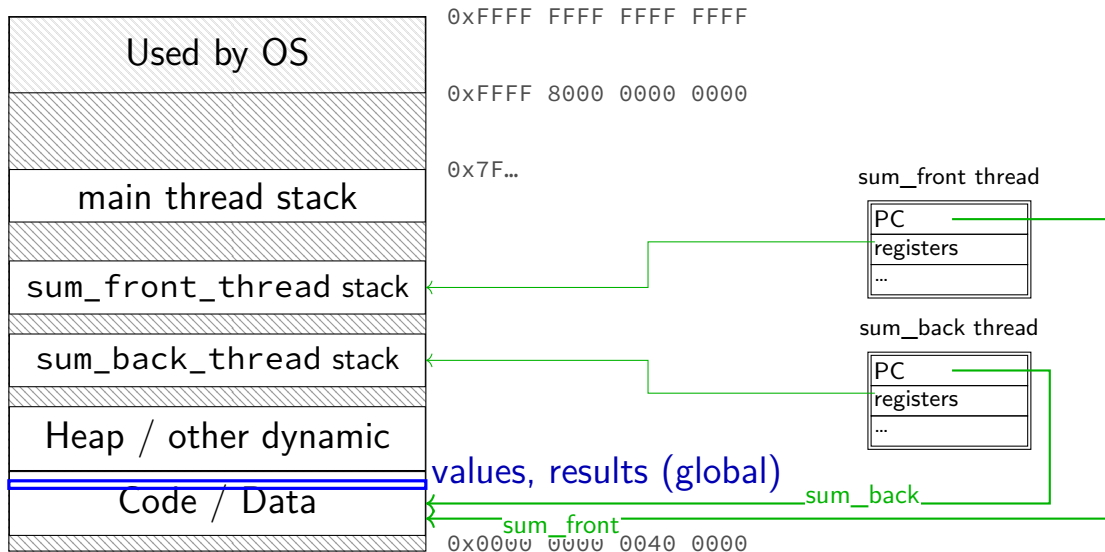 0xFFFF FFFF FFFF FFFF
Used by OS
0xFFFF 8000 0000 0000
0x7F…
main thread stack
sum_front thread
PC
registers
...
sum_front_thread stack
sum_back thread
sum_back_thread stack
PC
registers
...
Heap / other dynamic
values, results (global)
Code / Data
sum_back
sum_front
0x0000 0000 0040 0000